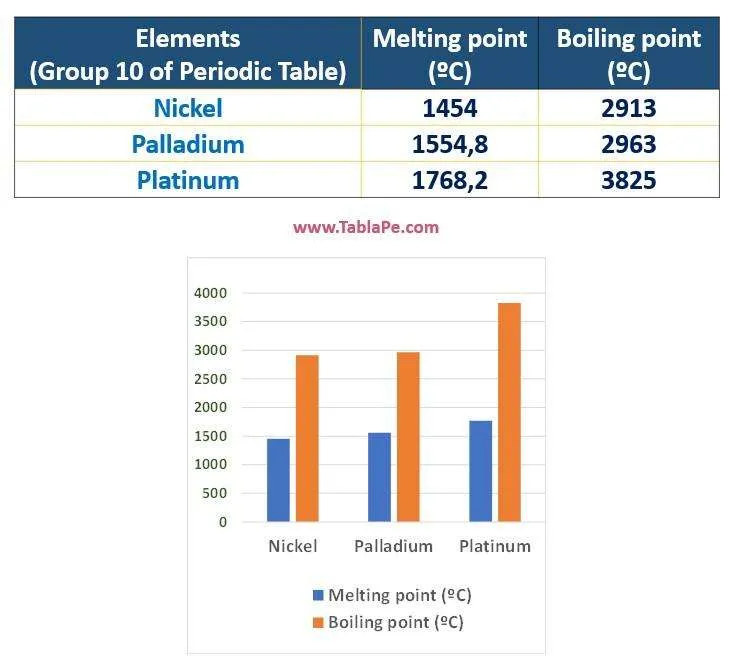 Elements
(Group 10 of Periodic Table)
Melting point
(ºC)
Boiling point
(ºC)
Nickel 1454 2913
Palladium 1554,8 2963
Platinum 1768,2 3825
www.TablaPe.com
4000
3500
3000
2500
2000
1500
1000
500
0
Nickel Palladium Platinum
Melting point (ºC)
Boiling point (ºC)